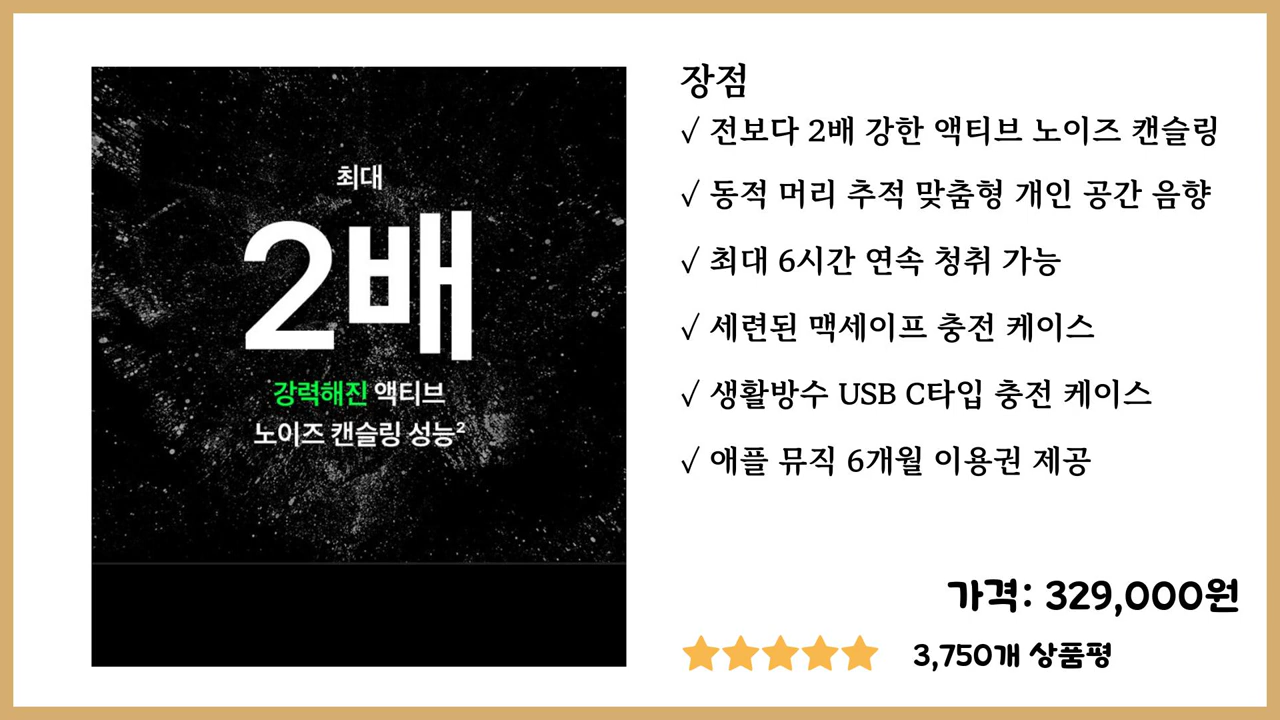 최대
2배
강력해진 액티브
노이즈 캔슬링 성능²
장점
✓ 전보다 2배 강한 액티브 노이즈 캔슬링
✓ 동적 머리 추적 맞춤형 개인 공간 음향
✓ 최대 6시간 연속 청취 가능
✓ 세련된 맥세이프 충전 케이스
✓ 생활방수 USB C타입 충전 케이스
✓ 애플 뮤직 6개월 이용권 제공
가격: 329,000원
3,750개 상품평